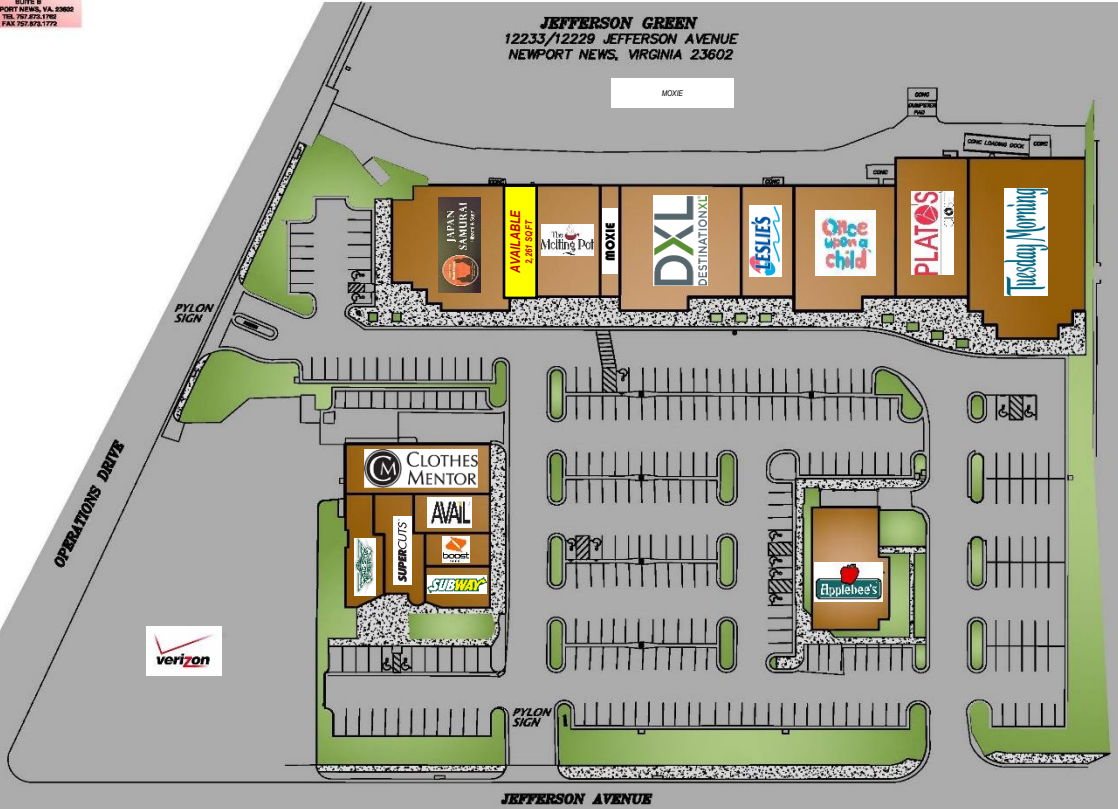 SUITE B
PORT NEWS, VA. 23602
TEL 757.873.1782
FAX 757.873.1772
JEFFERSON GREEN
12233/12229 JEFFERSON AVENUE
NEWPORT NEWS, VIRGINIA 23602
MOXIE
CONC
DUMPSTER
PAD
CONC LOADING DOCK
CONC
CONC
CONC
CONC
JAPAN
SAMURAI
AVAILABLE
2,261 SQFT
The
Melting Pot
MOXIE
DXL
DESTINATIONXL
LESLIE'S
Once
upon a
child
PLATO'S
CLOSET
Tuesday Morning
PYLON
SIGN
OPERATIONS DRIVE
CM
CLOTHES
MENTOR
AVAIL
SUPERCUTS
boost
SUBWAY
Applebee's
verizon
PYLON
SIGN
JEFFERSON AVENUE